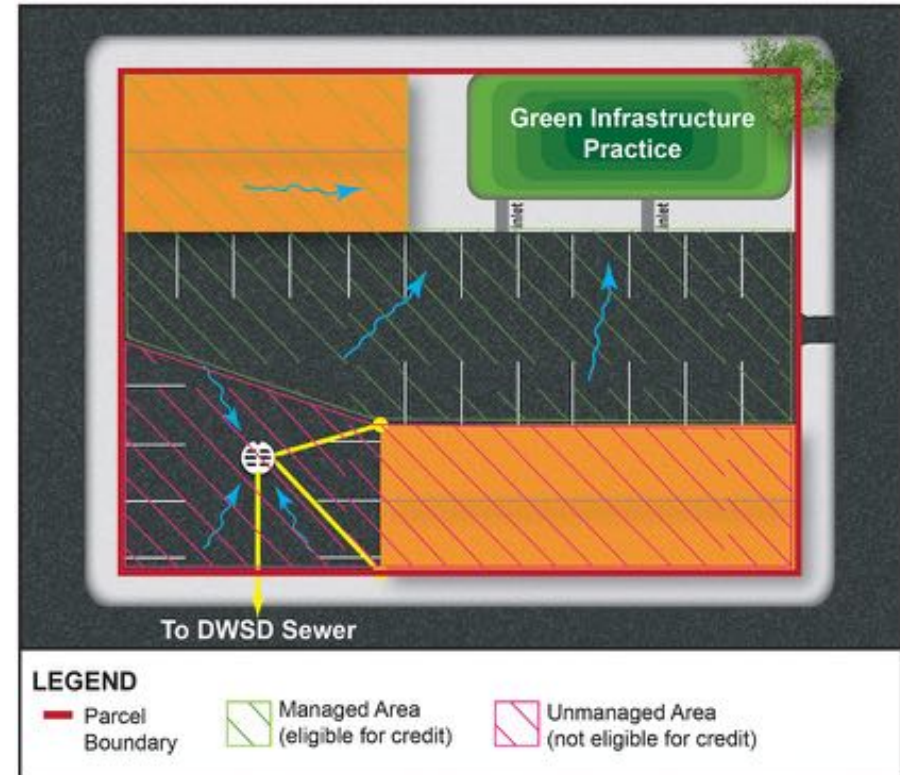 Green Infrastructure
Practice
inlet
inlet
To DWSD Sewer
LEGEND
Parcel
Boundary
Managed Area
(eligible for credit)
Unmanaged Area
(not eligible for credit)